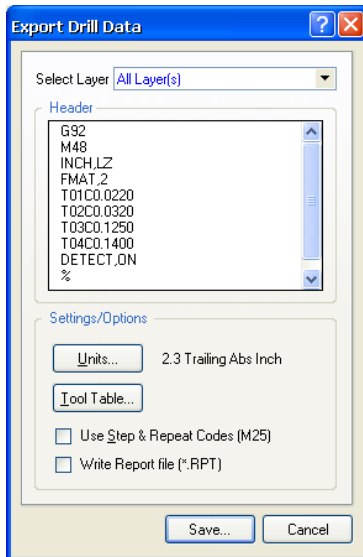 Export Drill Data
Select Layer All Layer(s)
Header
G92
M48
INCH,LZ
FMAT,2
T01C0.0220
T02C0.0320
T03C0.1250
T04C0.1400
DETECT,ON
%
Settings/Options
Units... 2.3 Trailing Abs Inch
Tool Table...
Use Step & Repeat Codes (M25)
Write Report file (*.RPT)
Save... Cancel